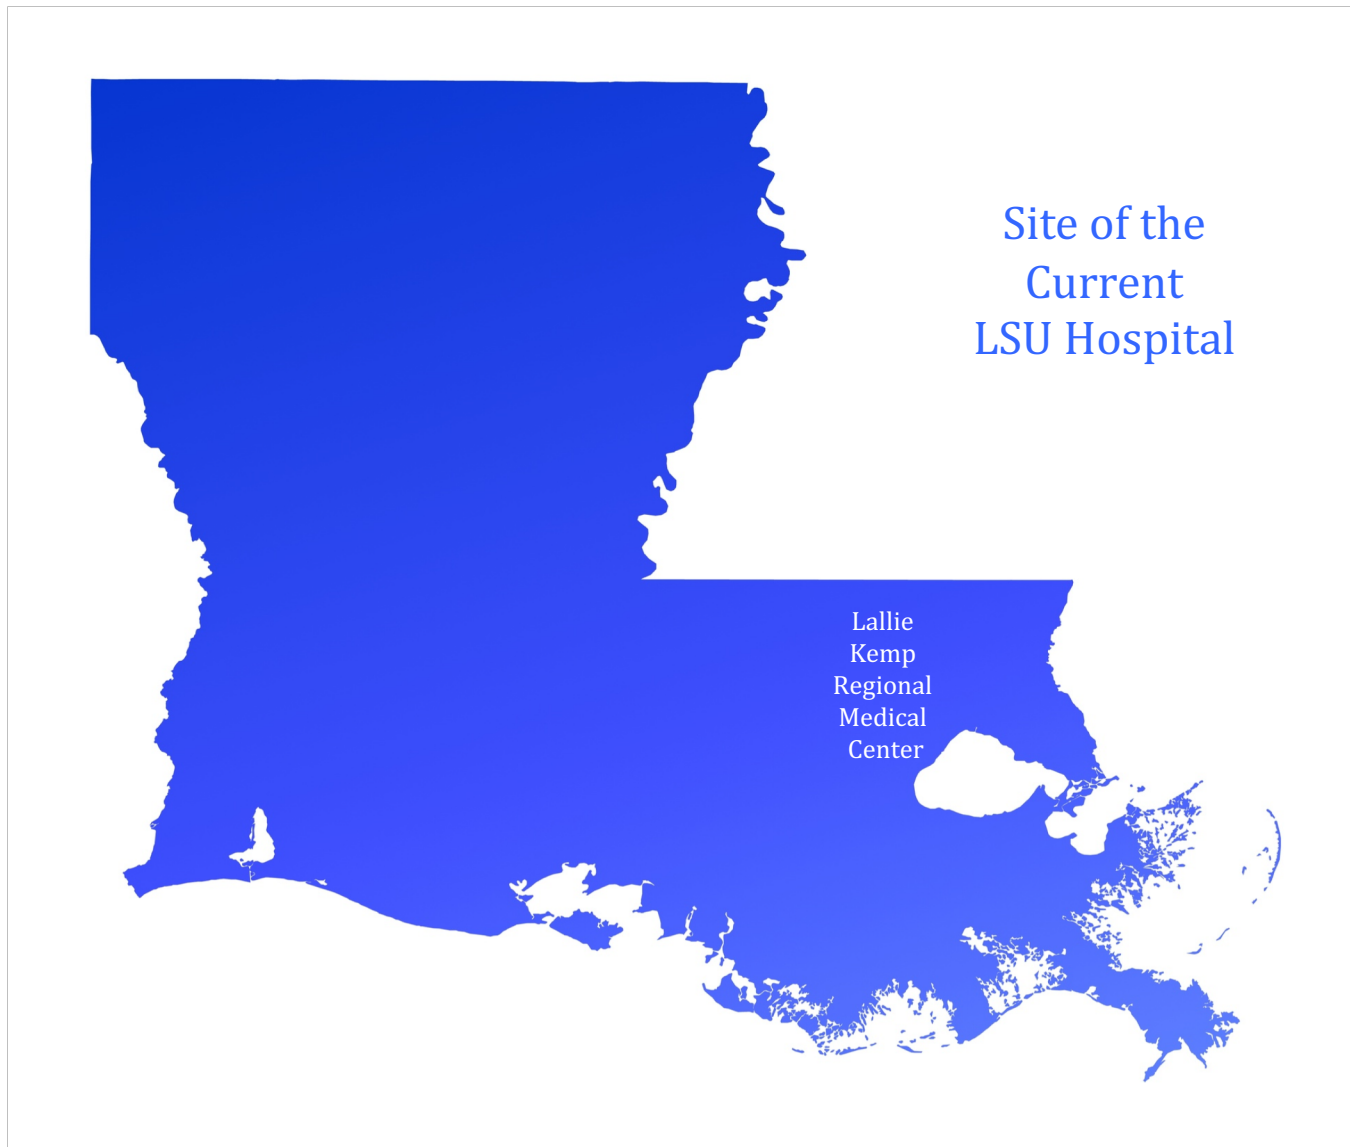 Site of the
Current
LSU Hospital
Lallie
Kemp
Regional
Medical
Center